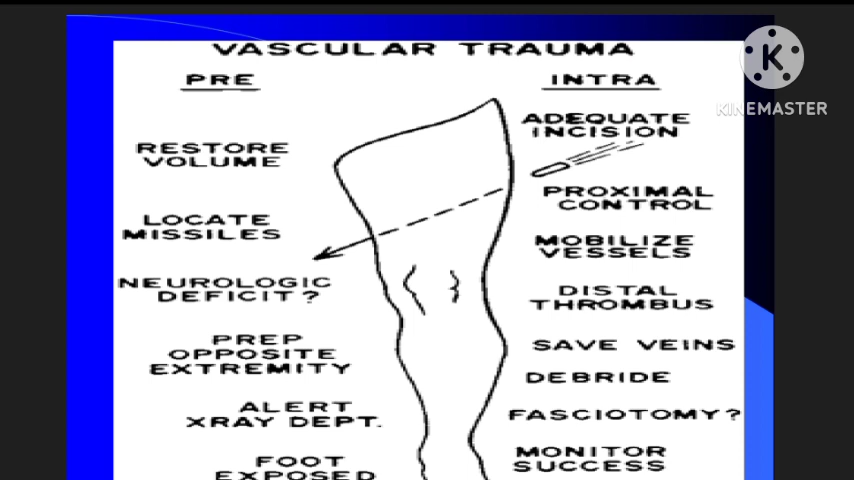 VASCULAR TRAUMA
PRE
RESTORE
VOLUME
LOCATE
MISSILES
NEUROLOGIC
DEFICIT?
PREP
OPPOSITE
EXTREMITY
ALERT
XRAY DEPT.
FOOT
EXPOSED
INTRA
ADEQUATE
INCISION
PROXIMAL
CONTROL
MOBILIZE
VESSELS
DISTAL
THROMBUS
SAVE VEINS
DEBRIDE
FASCIOTOMY?
MONITOR
SUCCESS
K
KINEMASTER